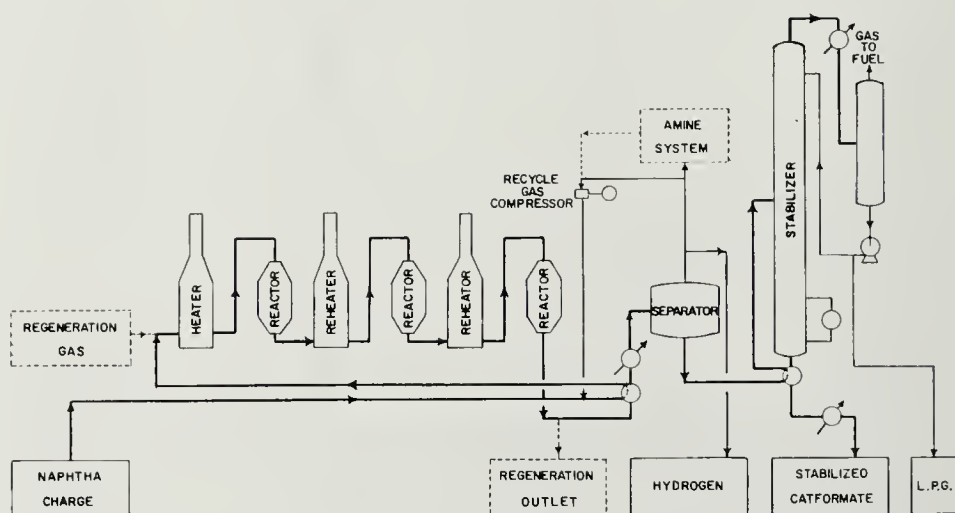 GAS
TO
FUEL
AMINE
SYSTEM
RECYCLE
GAS
COMPRESSOR
STABILIZER
HEATER
REACTOR
REHEATER
REACTOR
REHEATOR
REACTOR
SEPARATOR
REGENERATION
GAS
NAPHTHA
CHARGE
REGENERATION
OUTLET
HYDROGEN
STABILIZED
CATFORMATE
L.P.G.